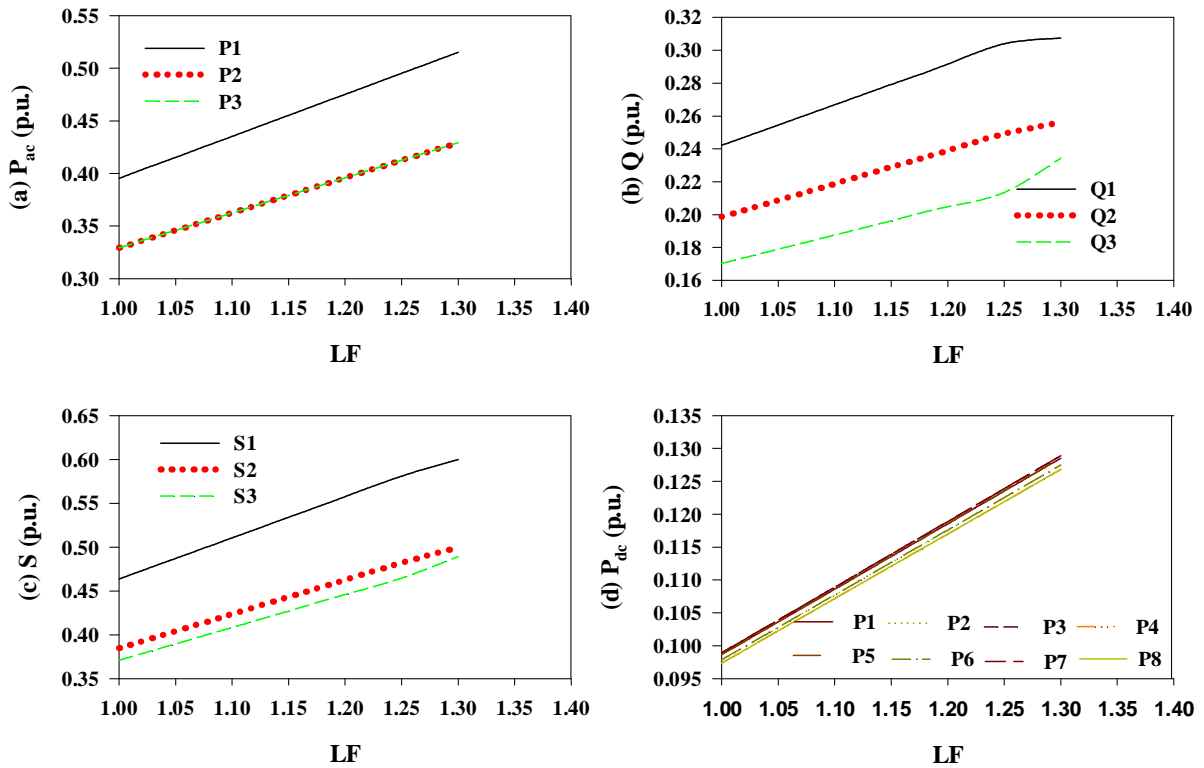 (a) P_ac (p.u.)
0.55
0.50
0.45
0.40
0.35
0.30
P1
P2
P3
1.00 1.05 1.10 1.15 1.20 1.25 1.30 1.35 1.40
LF
(b) Q (p.u.)
0.32
0.30
0.28
0.26
0.24
0.22
0.20
0.18
0.16
Q1
Q2
Q3
1.00 1.05 1.10 1.15 1.20 1.25 1.30 1.35 1.40
LF
(c) S (p.u.)
0.65
0.60
0.55
0.50
0.45
0.40
0.35
S1
S2
S3
1.00 1.05 1.10 1.15 1.20 1.25 1.30 1.35 1.40
LF
(d) P_dc (p.u.)
0.135
0.130
0.125
0.120
0.115
0.110
0.105
0.100
0.095
P1 P2 P3 P4
P5 P6 P7 P8
1.00 1.05 1.10 1.15 1.20 1.25 1.30 1.35 1.40
LF